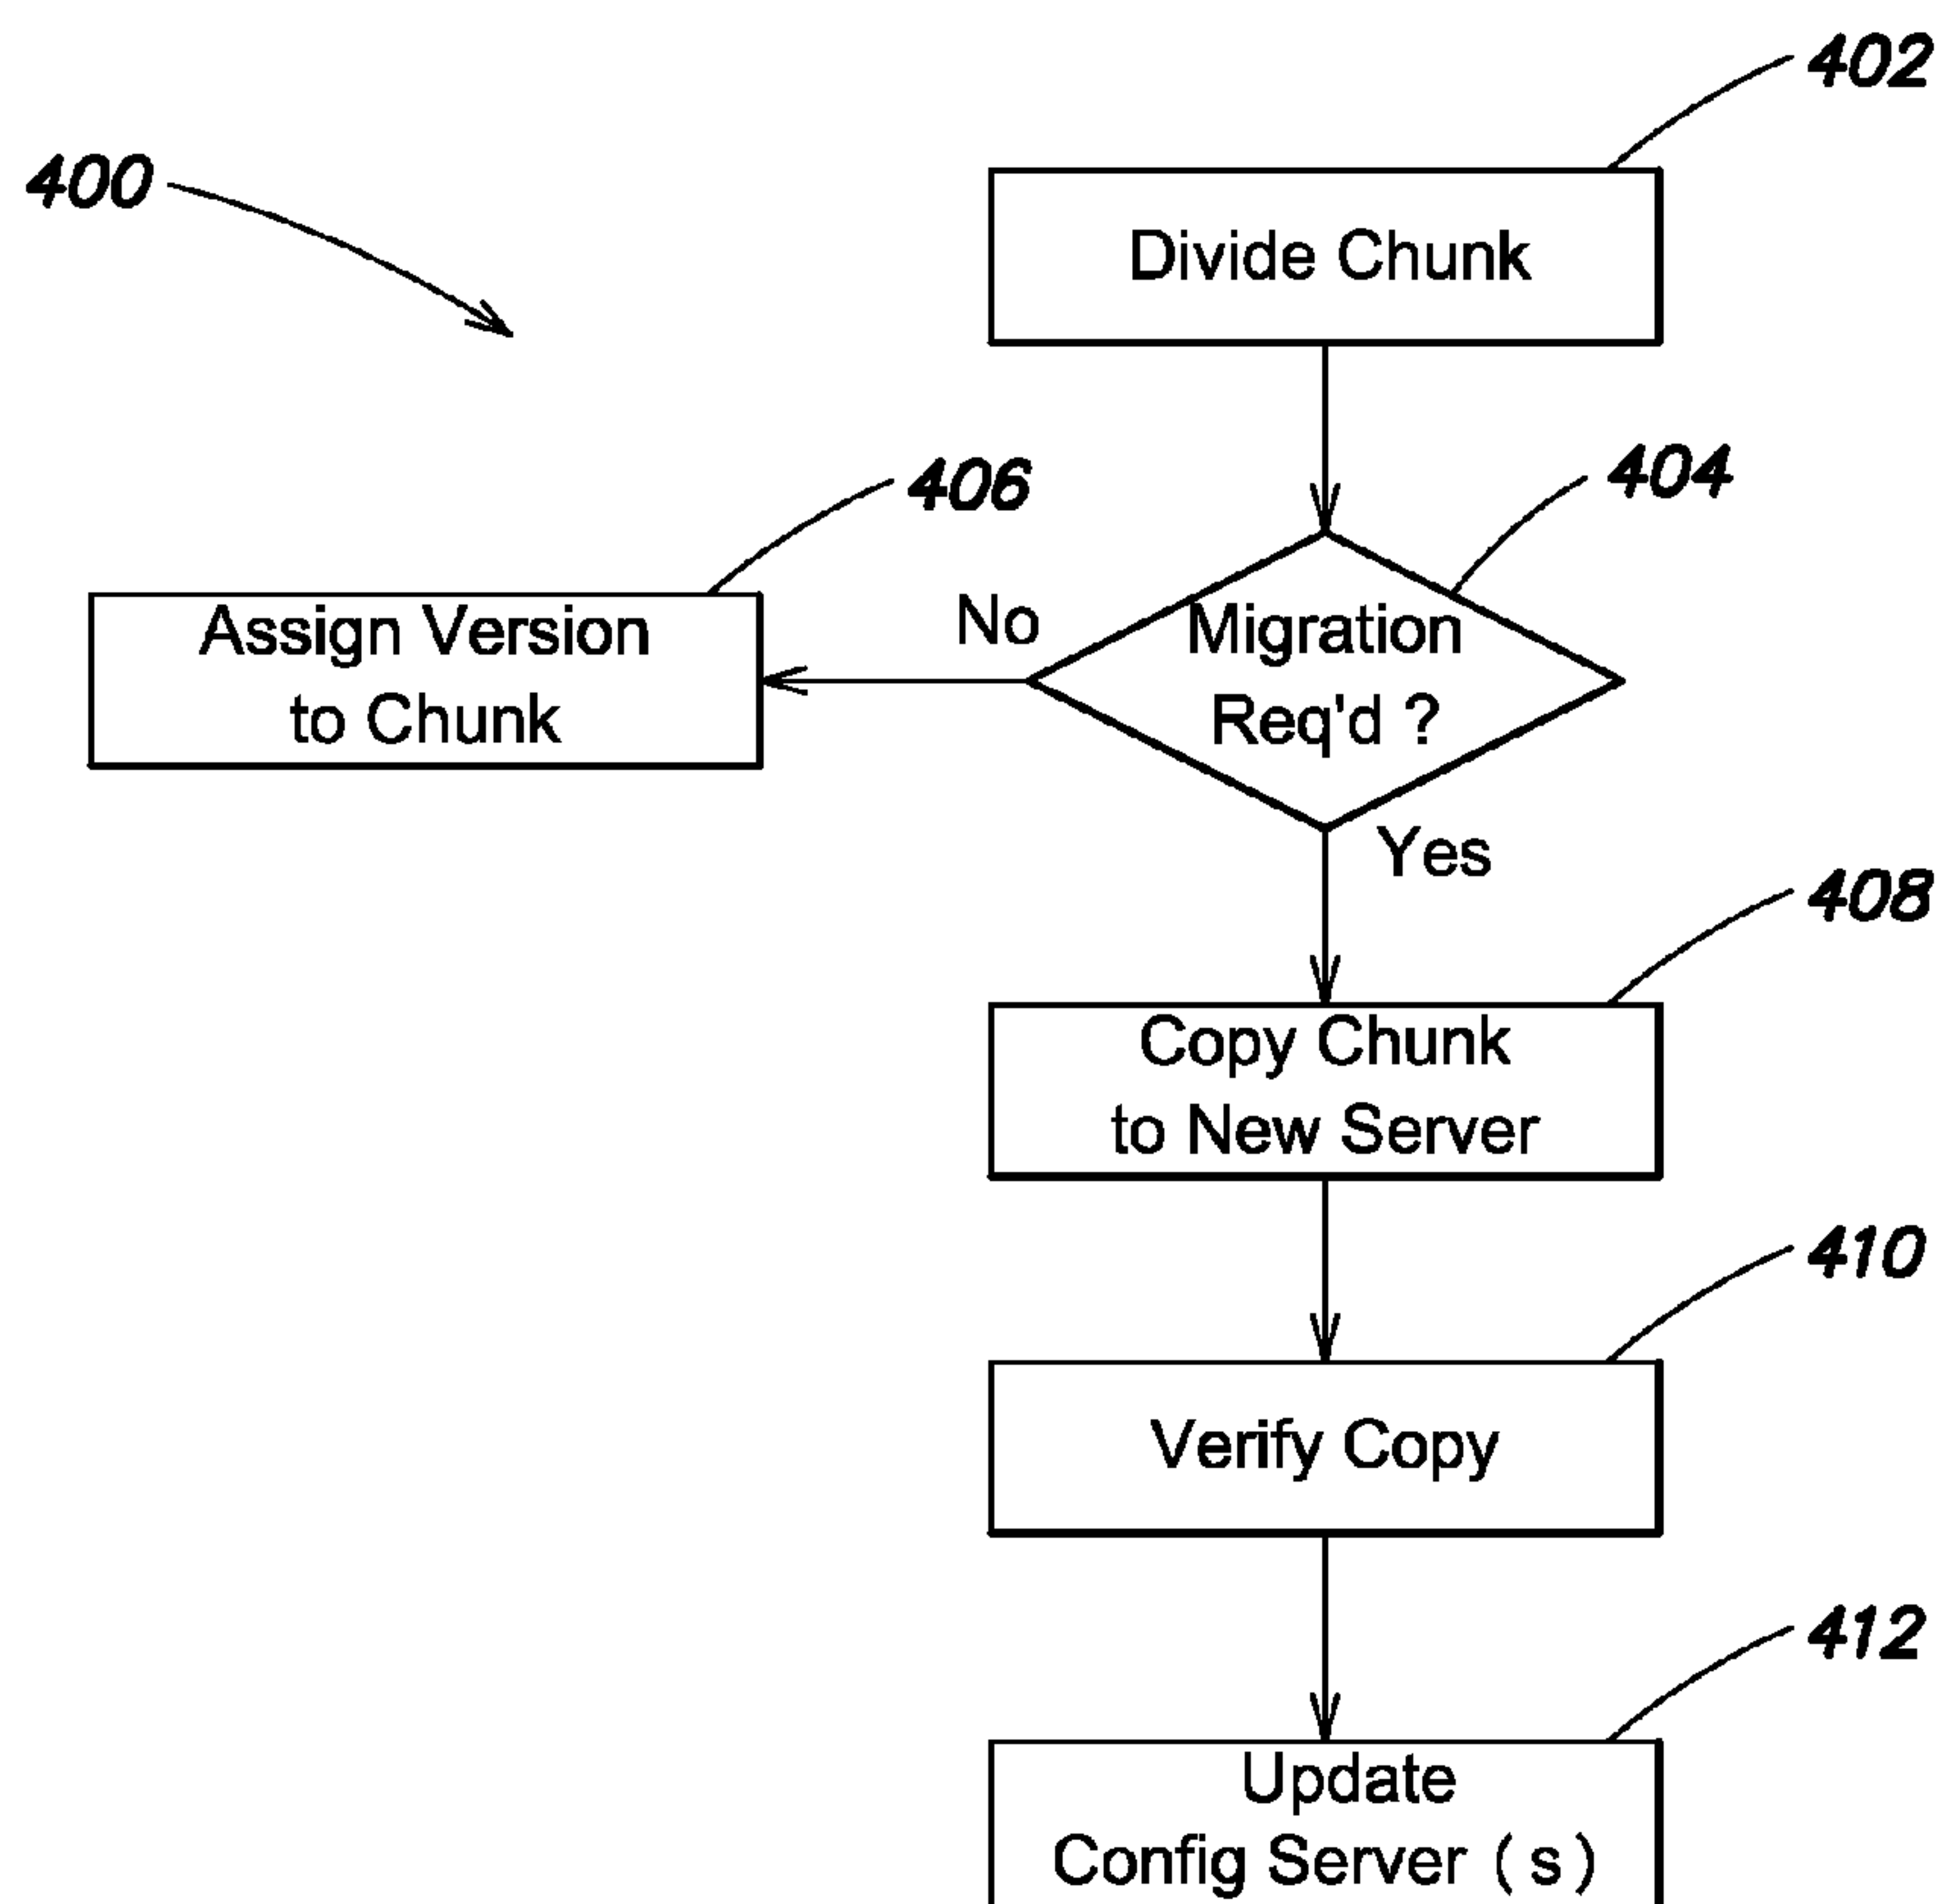 402
400
Divide Chunk
404
406
Migration
Req'd ?
No
Assign Version
to Chunk
Yes
408
Copy Chunk
to New Server
410
Verify Copy
412
Update
Config Server ( s )